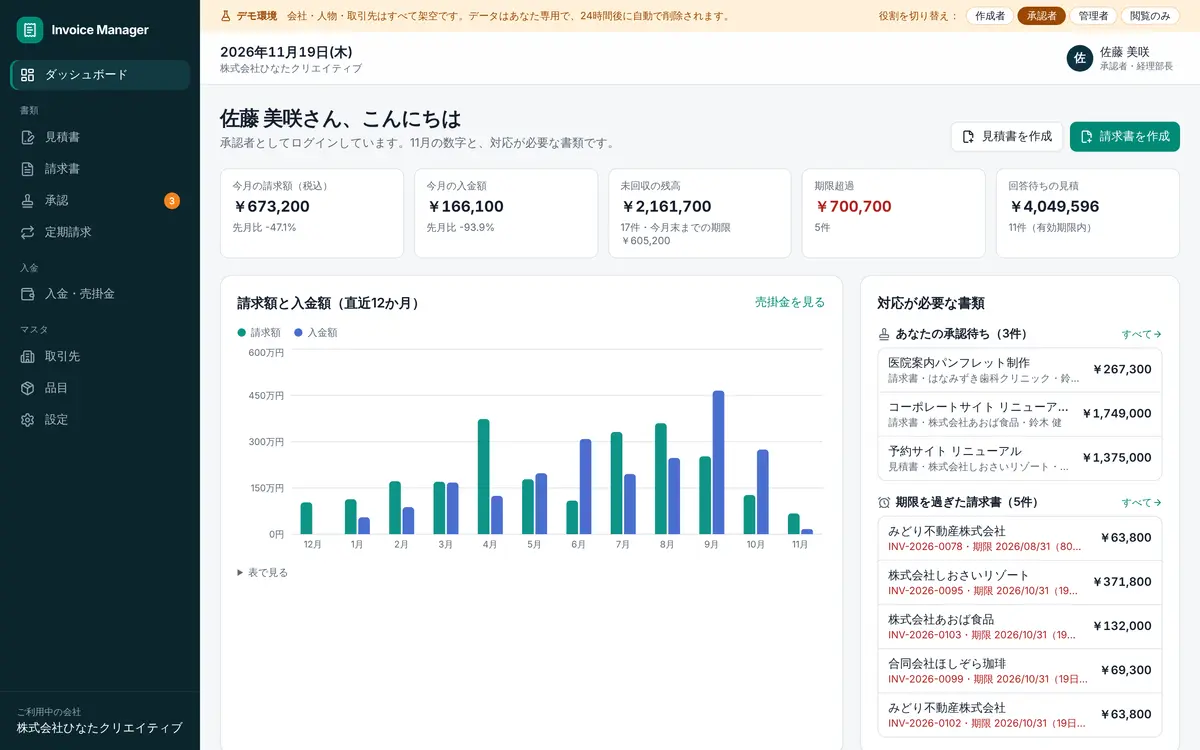 Invoice Manager
ダッシュボード
書類
見積書
請求書
承認
3
定期請求
入金
入金・売掛金
マスタ
取引先
品目
設定
ご利用中の会社
株式会社ひなたクリエイティブ
デモ環境 会社・人物・取引先はすべて架空です。データはあなた専用で、24時間後に自動で削除されます。
役割を切り替え： 作成者 承認者 管理者 閲覧のみ
2026年11月19日(木)
株式会社ひなたクリエイティブ
佐
佐藤 美咲
承認者・経理部長
佐藤 美咲さん、こんにちは
承認者としてログインしています。11月の数字と、対応が必要な書類です。
見積書を作成
請求書を作成
今月の請求額（税込）
￥673,200
先月比 -47.1%
今月の入金額
￥166,100
先月比 -93.9%
未回収の残高
￥2,161,700
17件・今月末までの期限
￥605,200
期限超過
￥700,700
5件
回答待ちの見積
￥4,049,596
11件（有効期限内）
請求額と入金額（直近12か月）
売掛金を見る
請求額 入金額
600万円
450万円
300万円
150万円
0円
12月 1月 2月 3月 4月 5月 6月 7月 8月 9月 10月 11月
▶ 表で見る
対応が必要な書類
あなたの承認待ち（3件）
すべて→
医院案内パンフレット制作
請求書・はなみずき歯科クリニック・鈴...
￥267,300
コーポレートサイト リニューア...
請求書・株式会社あおば食品・鈴木 健
￥1,749,000
予約サイト リニューアル
見積書・株式会社しおさいリゾート・...
￥1,375,000
期限を過ぎた請求書（5件）
すべて→
みどり不動産株式会社
INV-2026-0078・期限 2026/08/31（80...
￥63,800
株式会社しおさいリゾート
INV-2026-0095・期限 2026/10/31（19...
￥371,800
株式会社あおば食品
INV-2026-0103・期限 2026/10/31（19...
￥132,000
合同会社ほしぞら珈琲
INV-2026-0099・期限 2026/10/31（19日...
￥69,300
みどり不動産株式会社
INV-2026-0102・期限 2026/10/31（19日...
￥63,800